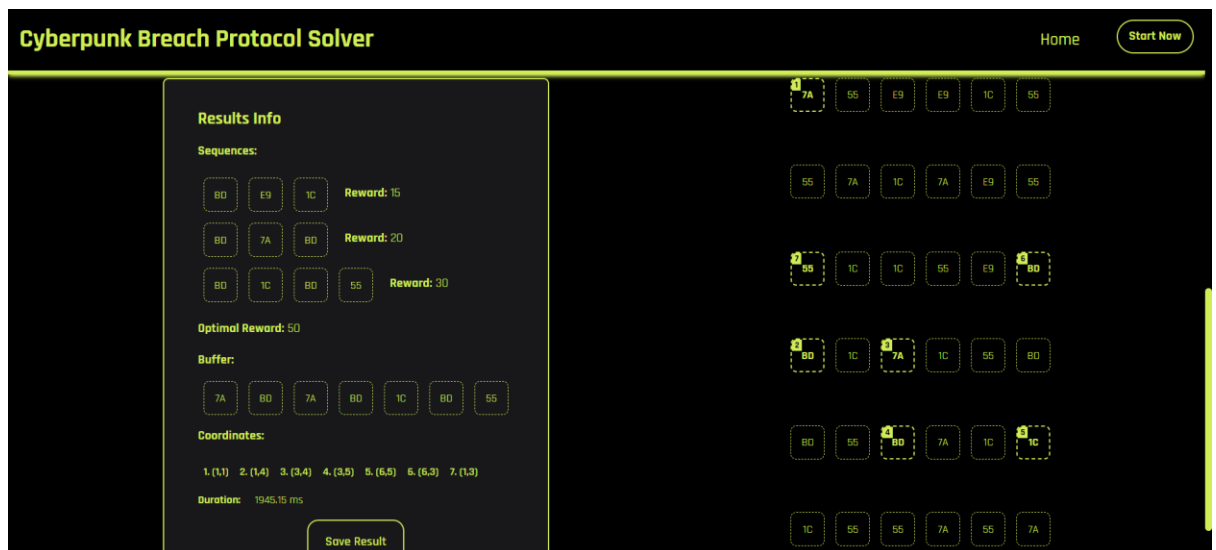 Cyberpunk Breach Protocol Solver
Home
Start Now
Results Info
Sequences:
BD E9 1C Reward: 15
BD 7A BD Reward: 20
BD 1C BD 55 Reward: 30
Optimal Reward: 50
Buffer:
7A BD 7A BD 1C BD 55
Coordinates:
1. (1,1) 2. (1,4) 3. (3,4) 4. (3,5) 5. (6,5) 6. (6,3) 7. (1,3)
Duration: 1945.15 ms
Save Result
1 7A 55 E9 E9 1C 55
55 7A 1C 7A E9 55
7 55 1C 1C 55 E9 6 BD
2 BD 1C 3 7A 1C 55 BD
BD 55 4 BD 7A 1C 5 1C
1C 55 55 7A 55 7A